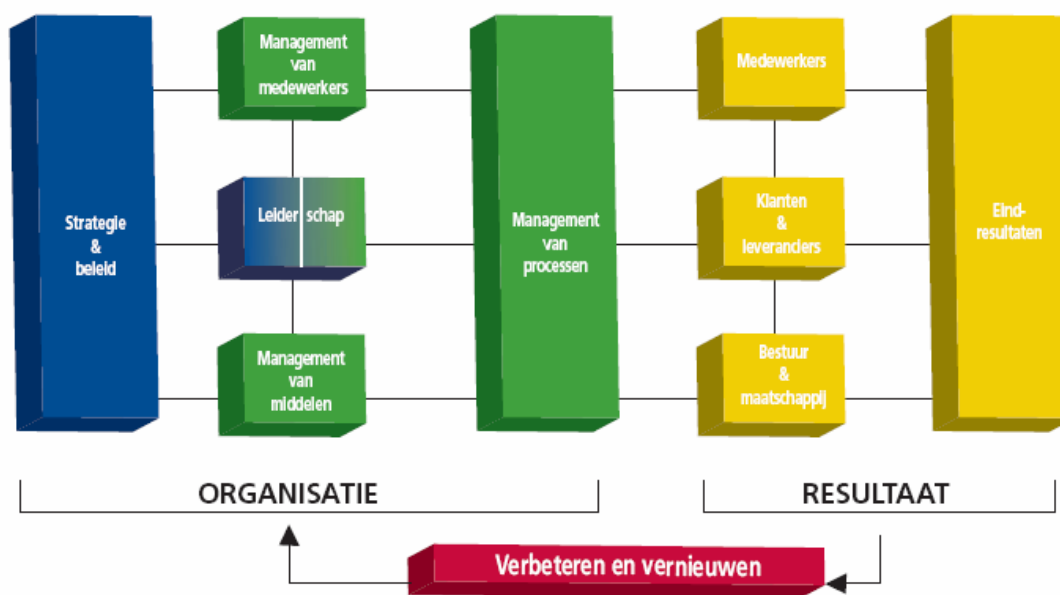 Strategie
&
beleid
Management
van
medewerkers
Leider schap
Management
van
middelen
Management
van
processen
Medewerkers
Klanten
&
leveranciers
Bestuur
&
maatschappij
Eind-
resultaten
ORGANISATIE
RESULTAAT
Verbeteren en vernieuwen